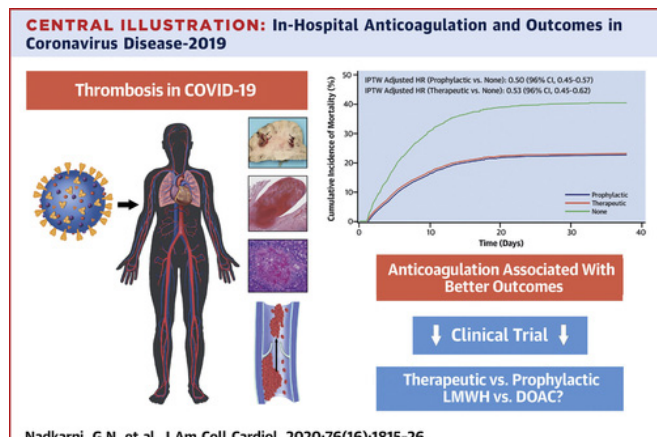 CENTRAL ILLUSTRATION: In-Hospital Anticoagulation and Outcomes in
Coronavirus Disease-2019
Thrombosis in COVID-19
IPTW Adjusted HR (Prophylactic vs. None): 0.50 (96% CI, 0.45-0.57)
IPTW Adjusted HR (Therapeutic vs. None): 0.53 (96% CI, 0.45-0.62)
Cumulative Incidence of Mortality (%)
50
40
30
20
10
0
0
10
20
30
40
Time (Days)
Prophylactic
Therapeutic
None
Anticoagulation Associated With
Better Outcomes
Clinical Trial
Therapeutic vs. Prophylactic
LMWH vs. DOAC?
Nadkarni, G.N. et al. J Am Coll Cardiol. 2020;76(16):1815-26.